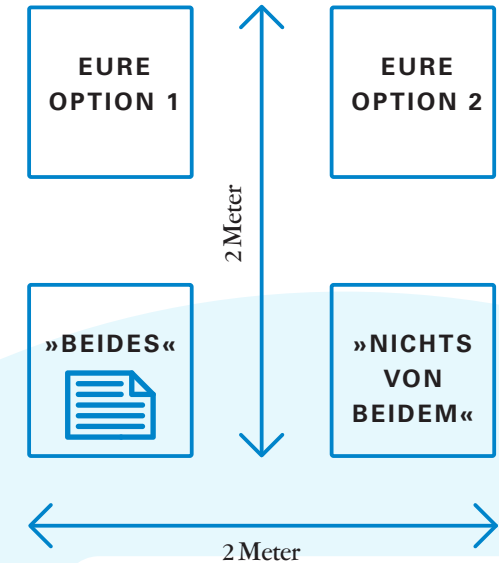 EURE
OPTION 1
EURE
OPTION 2
2 Meter
»BEIDES«
»NICHTS
VON
BEIDEM«
2 Meter